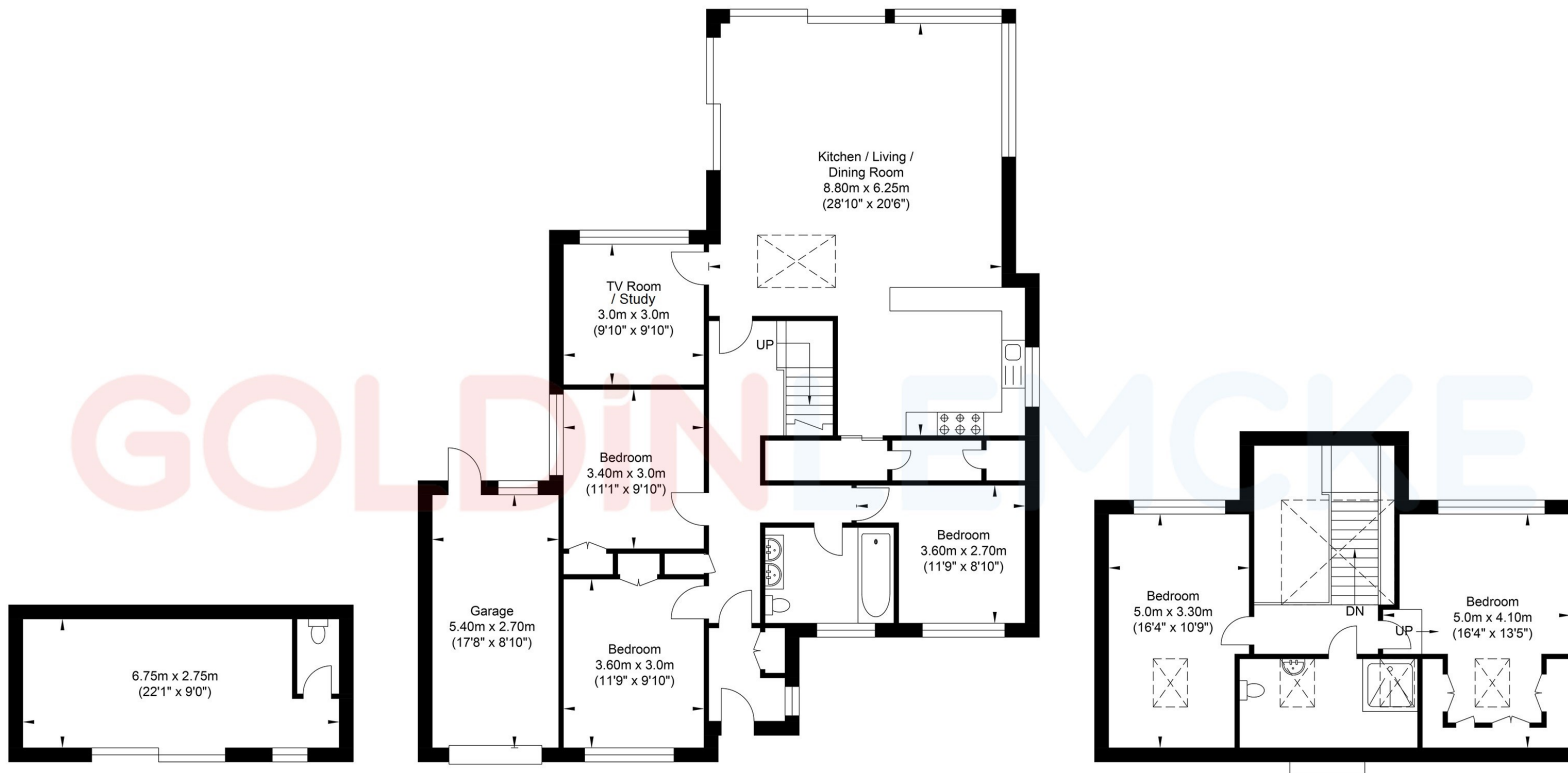 GOLDiN LEMCKE
Kitchen / Living /
Dining Room
8.80m x 6.25m
(28'10" x 20'6")
TV Room
/ Study
3.0m x 3.0m
(9'10" x 9'10")
UP
Bedroom
3.40m x 3.0m
(11'1" x 9'10")
Bedroom
3.60m x 2.70m
(11'9" x 8'10")
Garage
5.40m x 2.70m
(17'8" x 8'10")
Bedroom
3.60m x 3.0m
(11'9" x 9'10")
6.75m x 2.75m
(22'1" x 9'0")
Bedroom
5.0m x 3.30m
(16'4" x 10'9")
DN
UP
Bedroom
5.0m x 4.10m
(16'4" x 13'5")